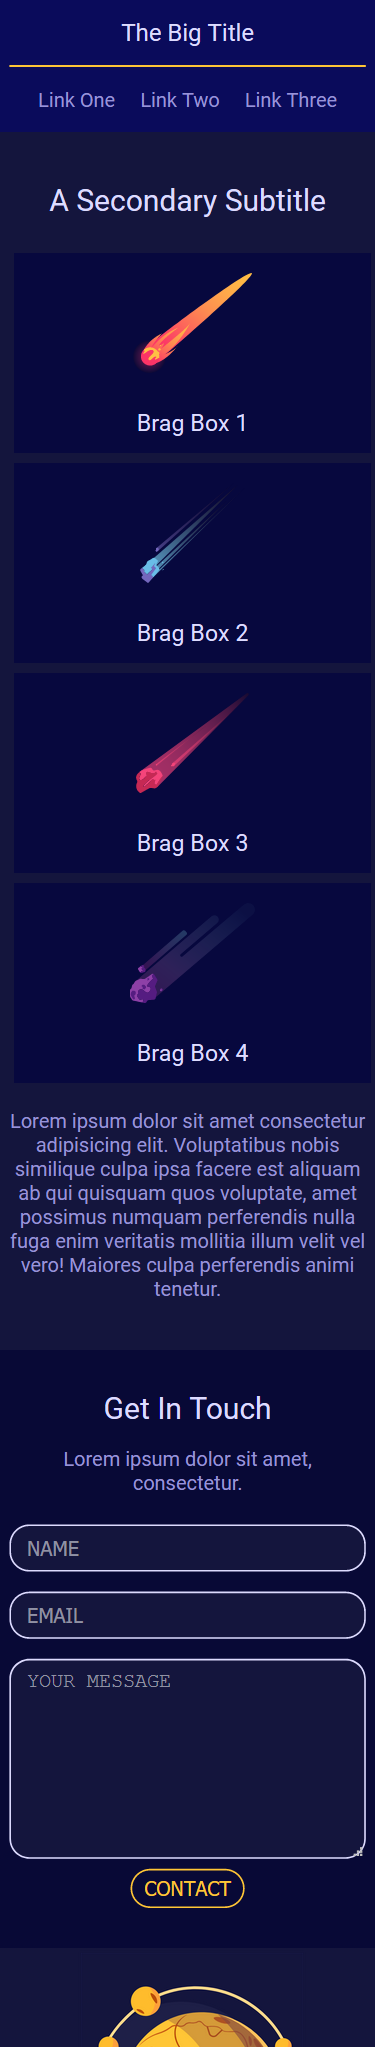 The Big Title
Link One Link Two Link Three
A Secondary Subtitle
Brag Box 1
Brag Box 2
Brag Box 3
Brag Box 4
Lorem ipsum dolor sit amet consectetur
adipisicing elit. Voluptatibus nobis
similique culpa ipsa facere est aliquam
ab qui quisquam quos voluptate, amet
possimus numquam perferendis nulla
fuga enim veritatis mollitia illum velit vel
vero! Maiores culpa perferendis animi
tenetur.
Get In Touch
Lorem ipsum dolor sit amet,
consectetur.
NAME
EMAIL
YOUR MESSAGE
CONTACT